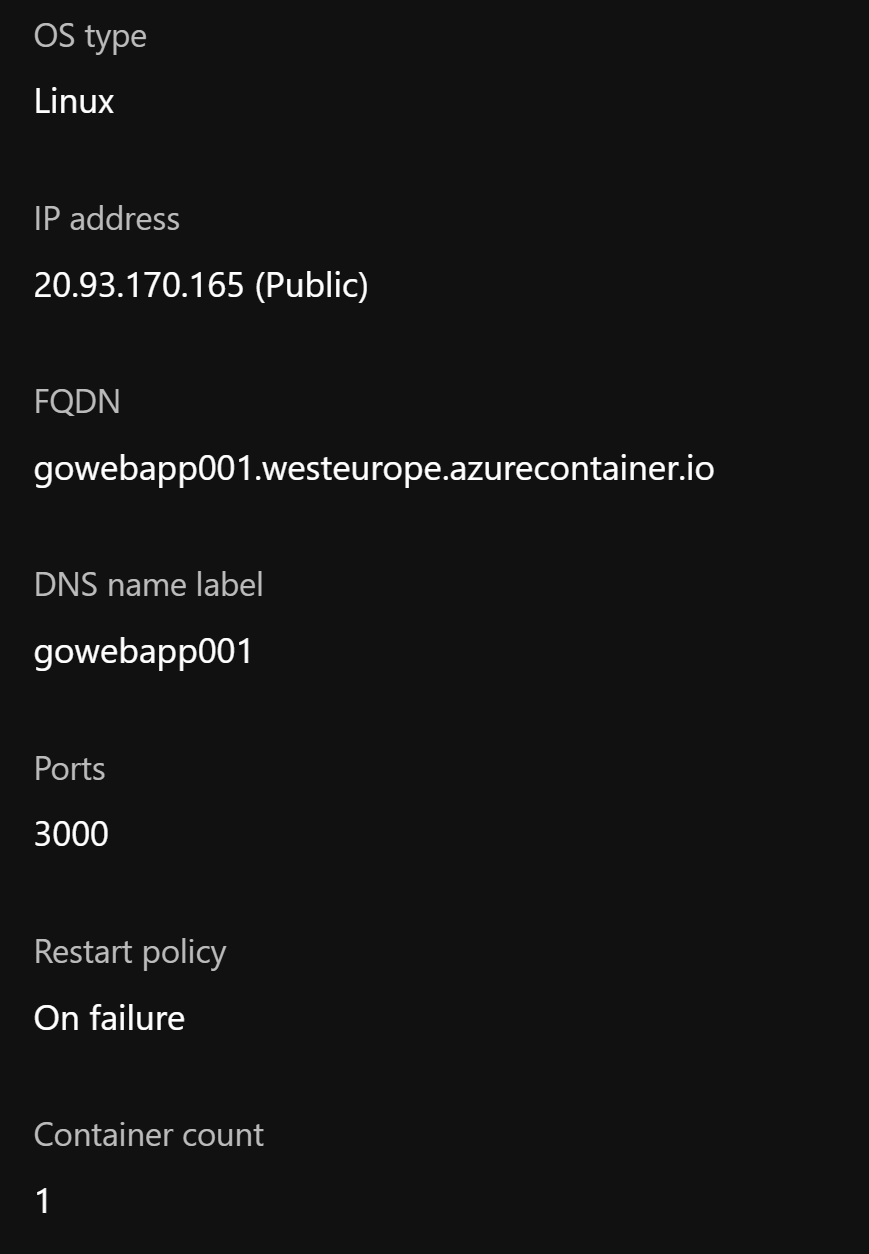 OS type
Linux
IP address
20.93.170.165 (Public)
FQDN
gowebapp001.westeurope.azurecontainer.io
DNS name label
gowebapp001
Ports
3000
Restart policy
On failure
Container count
1